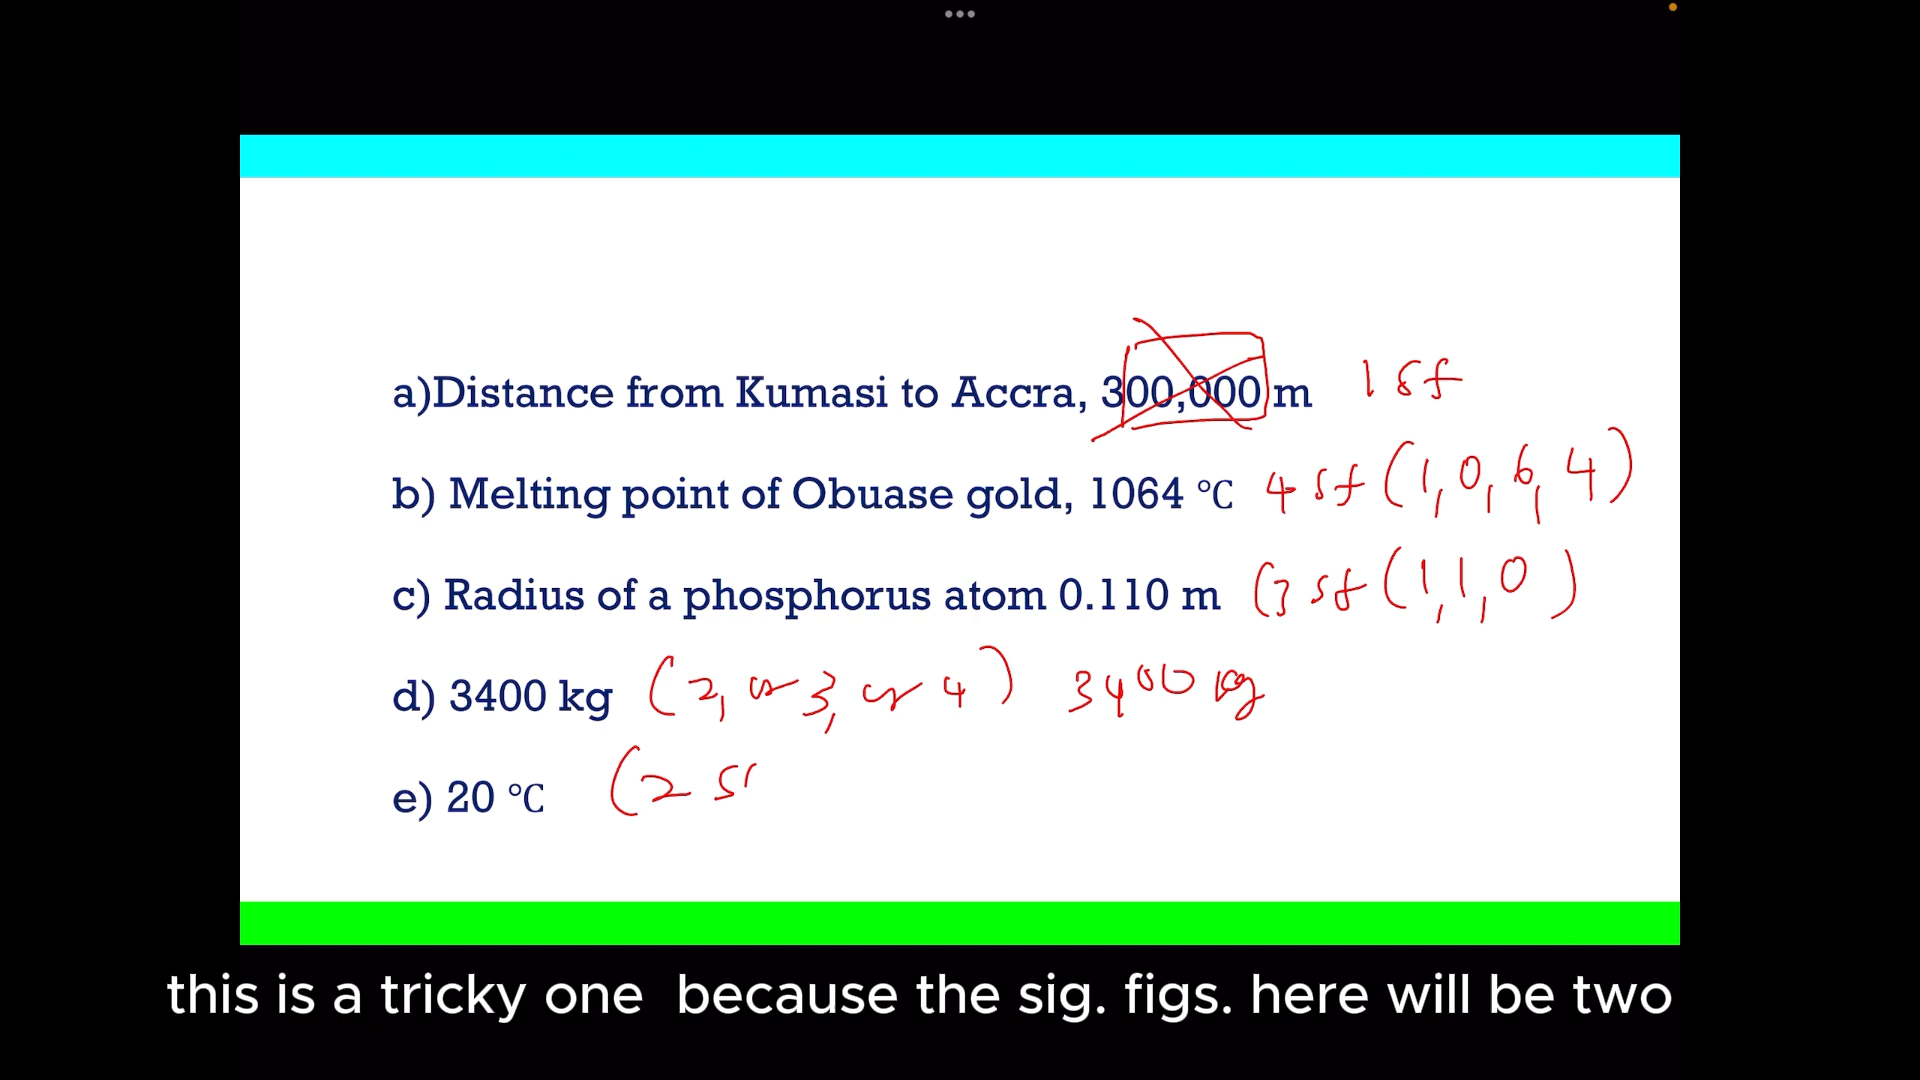 a)Distance from Kumasi to Accra, 300,000 m 1 sf
b) Melting point of Obuase gold, 1064 °C 4 sf (1, 0, 6, 4)
c) Radius of a phosphorus atom 0.110 m (3 sf (1, 1, 0)
d) 3400 kg (2, or 3, or 4) 3400 kg
e) 20 °C (2 s
this is a tricky one because the sig. figs. here will be two